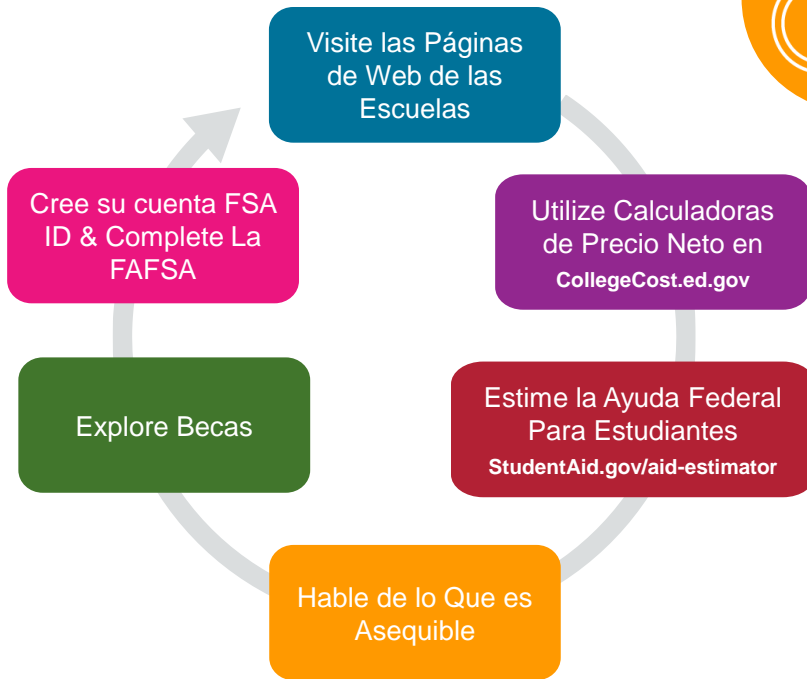 Visite las Páginas
de Web de las
Escuelas
Utilize Calculadoras
de Precio Neto en
CollegeCost.ed.gov
Estime la Ayuda Federal
Para Estudiantes
StudentAid.gov/aid-estimator
Hable de lo Que es
Asequible
Explore Becas
Cree su cuenta FSA
ID & Complete La
FAFSA